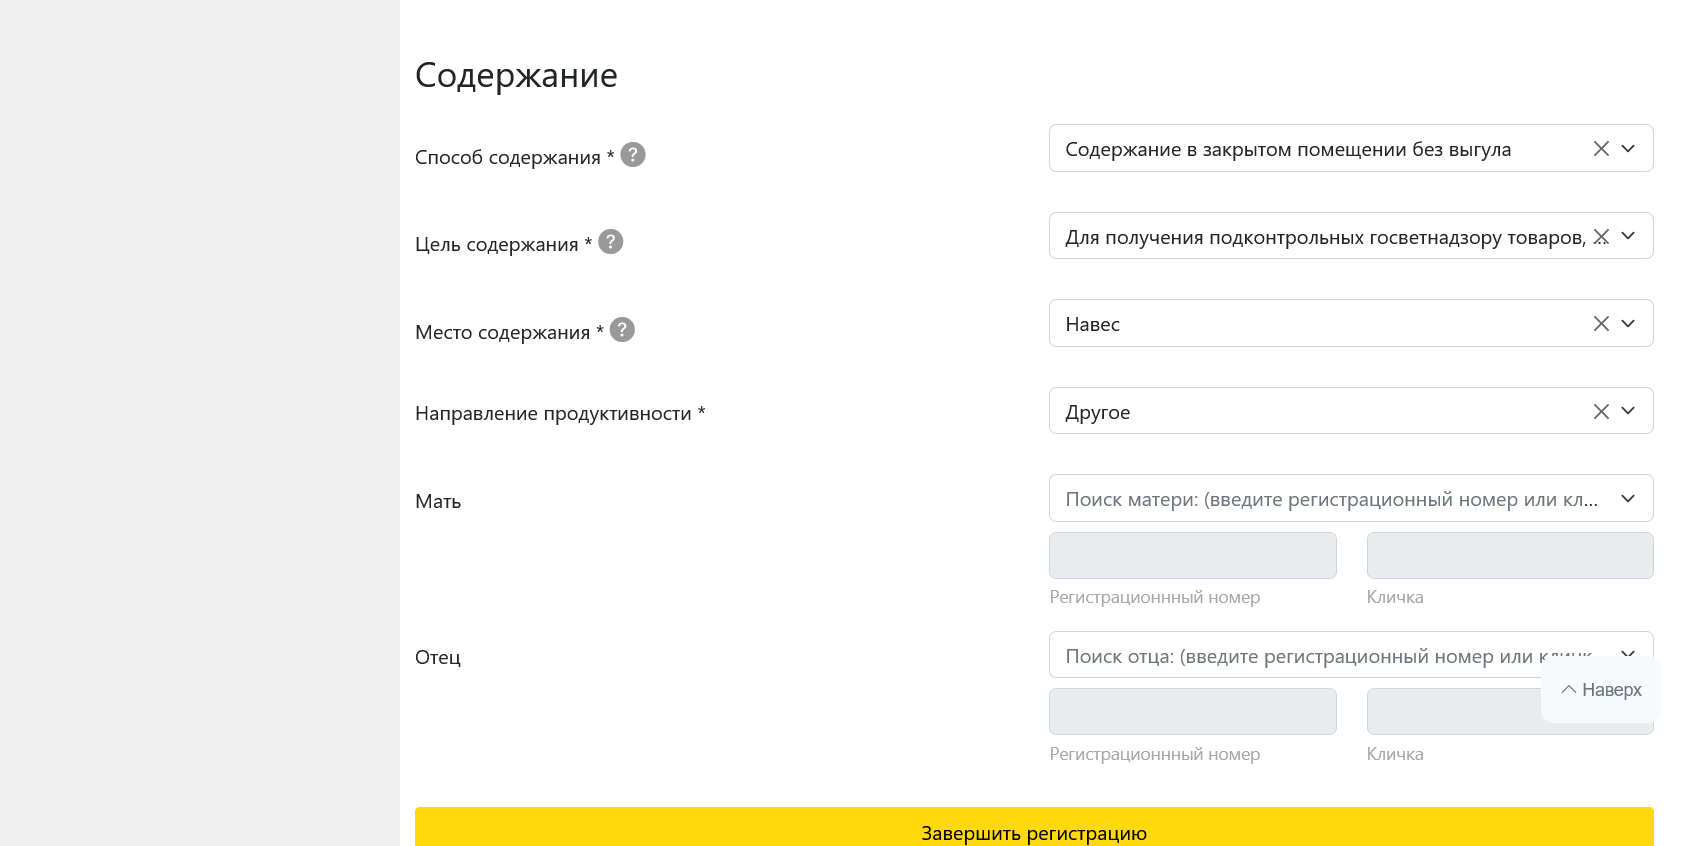 Содержание
Способ содержания * ?
Содержание в закрытом помещении без выгула
Цель содержания * ?
Для получения подконтрольных госветнадзору товаров, ...
Место содержания * ?
Навес
Направление продуктивности *
Другое
Мать
Поиск матери: (введите регистрационный номер или кл...
Регистрационнный номер
Кличка
Отец
Поиск отца: (введите регистрационный номер или кличк
Наверх
Регистрационнный номер
Кличка
Завершить регистрацию